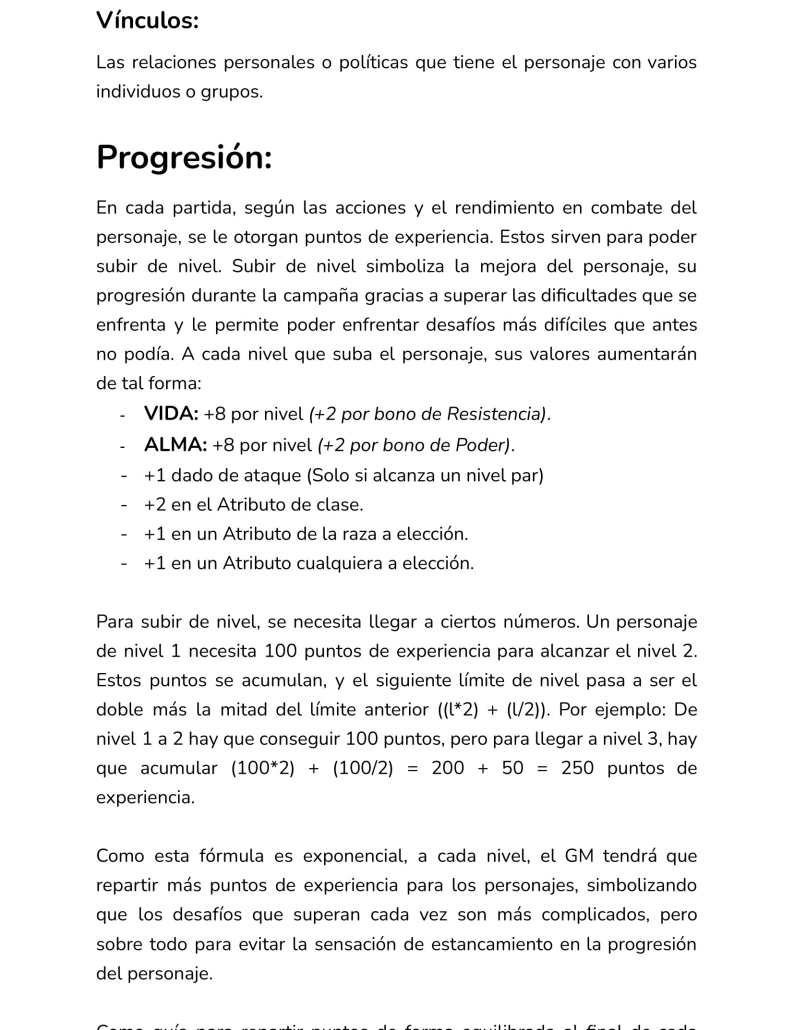 Vínculos:
Las relaciones personales o políticas que tiene el personaje con varios
individuos o grupos.
Progresión:
En cada partida, según las acciones y el rendimiento en combate del
personaje, se le otorgan puntos de experiencia. Estos sirven para poder
subir de nivel. Subir de nivel simboliza la mejora del personaje, su
progresión durante la campaña gracias a superar las dificultades que se
enfrenta y le permite poder enfrentar desafíos más difíciles que antes
no podía. A cada nivel que suba el personaje, sus valores aumentarán
de tal forma:
- VIDA: +8 por nivel (+2 por bono de Resistencia).
- ALMA: +8 por nivel (+2 por bono de Poder).
- +1 dado de ataque (Solo si alcanza un nivel par)
- +2 en el Atributo de clase.
- +1 en un Atributo de la raza a elección.
- +1 en un Atributo cualquiera a elección.
Para subir de nivel, se necesita llegar a ciertos números. Un personaje
de nivel 1 necesita 100 puntos de experiencia para alcanzar el nivel 2.
Estos puntos se acumulan, y el siguiente límite de nivel pasa a ser el
doble más la mitad del límite anterior ((l*2) + (l/2)). Por ejemplo: De
nivel 1 a 2 hay que conseguir 100 puntos, pero para llegar a nivel 3, hay
que acumular (100*2) + (100/2) = 200 + 50 = 250 puntos de
experiencia.
Como esta fórmula es exponencial, a cada nivel, el GM tendrá que
repartir más puntos de experiencia para los personajes, simbolizando
que los desafíos que superan cada vez son más complicados, pero
sobre todo para evitar la sensación de estancamiento en la progresión
del personaje.
Como guía para repartir puntos de forma equilibrada al final de cada